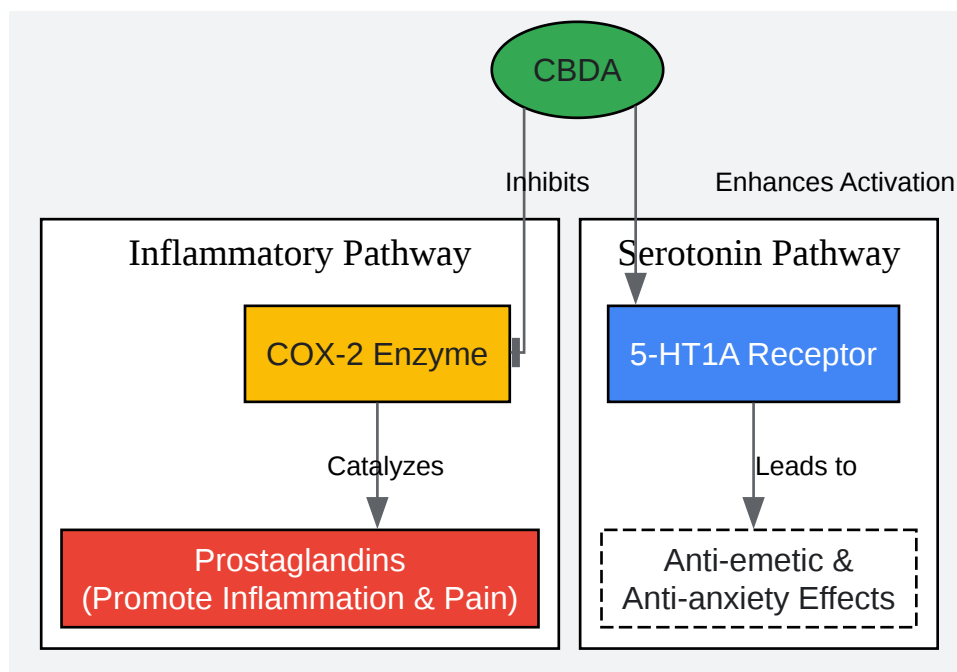 CBDA
Inhibits
Enhances Activation
Inflammatory Pathway
Serotonin Pathway
COX-2 Enzyme
5-HT1A Receptor
Catalyzes
Leads to
Prostaglandins
(Promote Inflammation & Pain)
Anti-emetic &
Anti-anxiety Effects